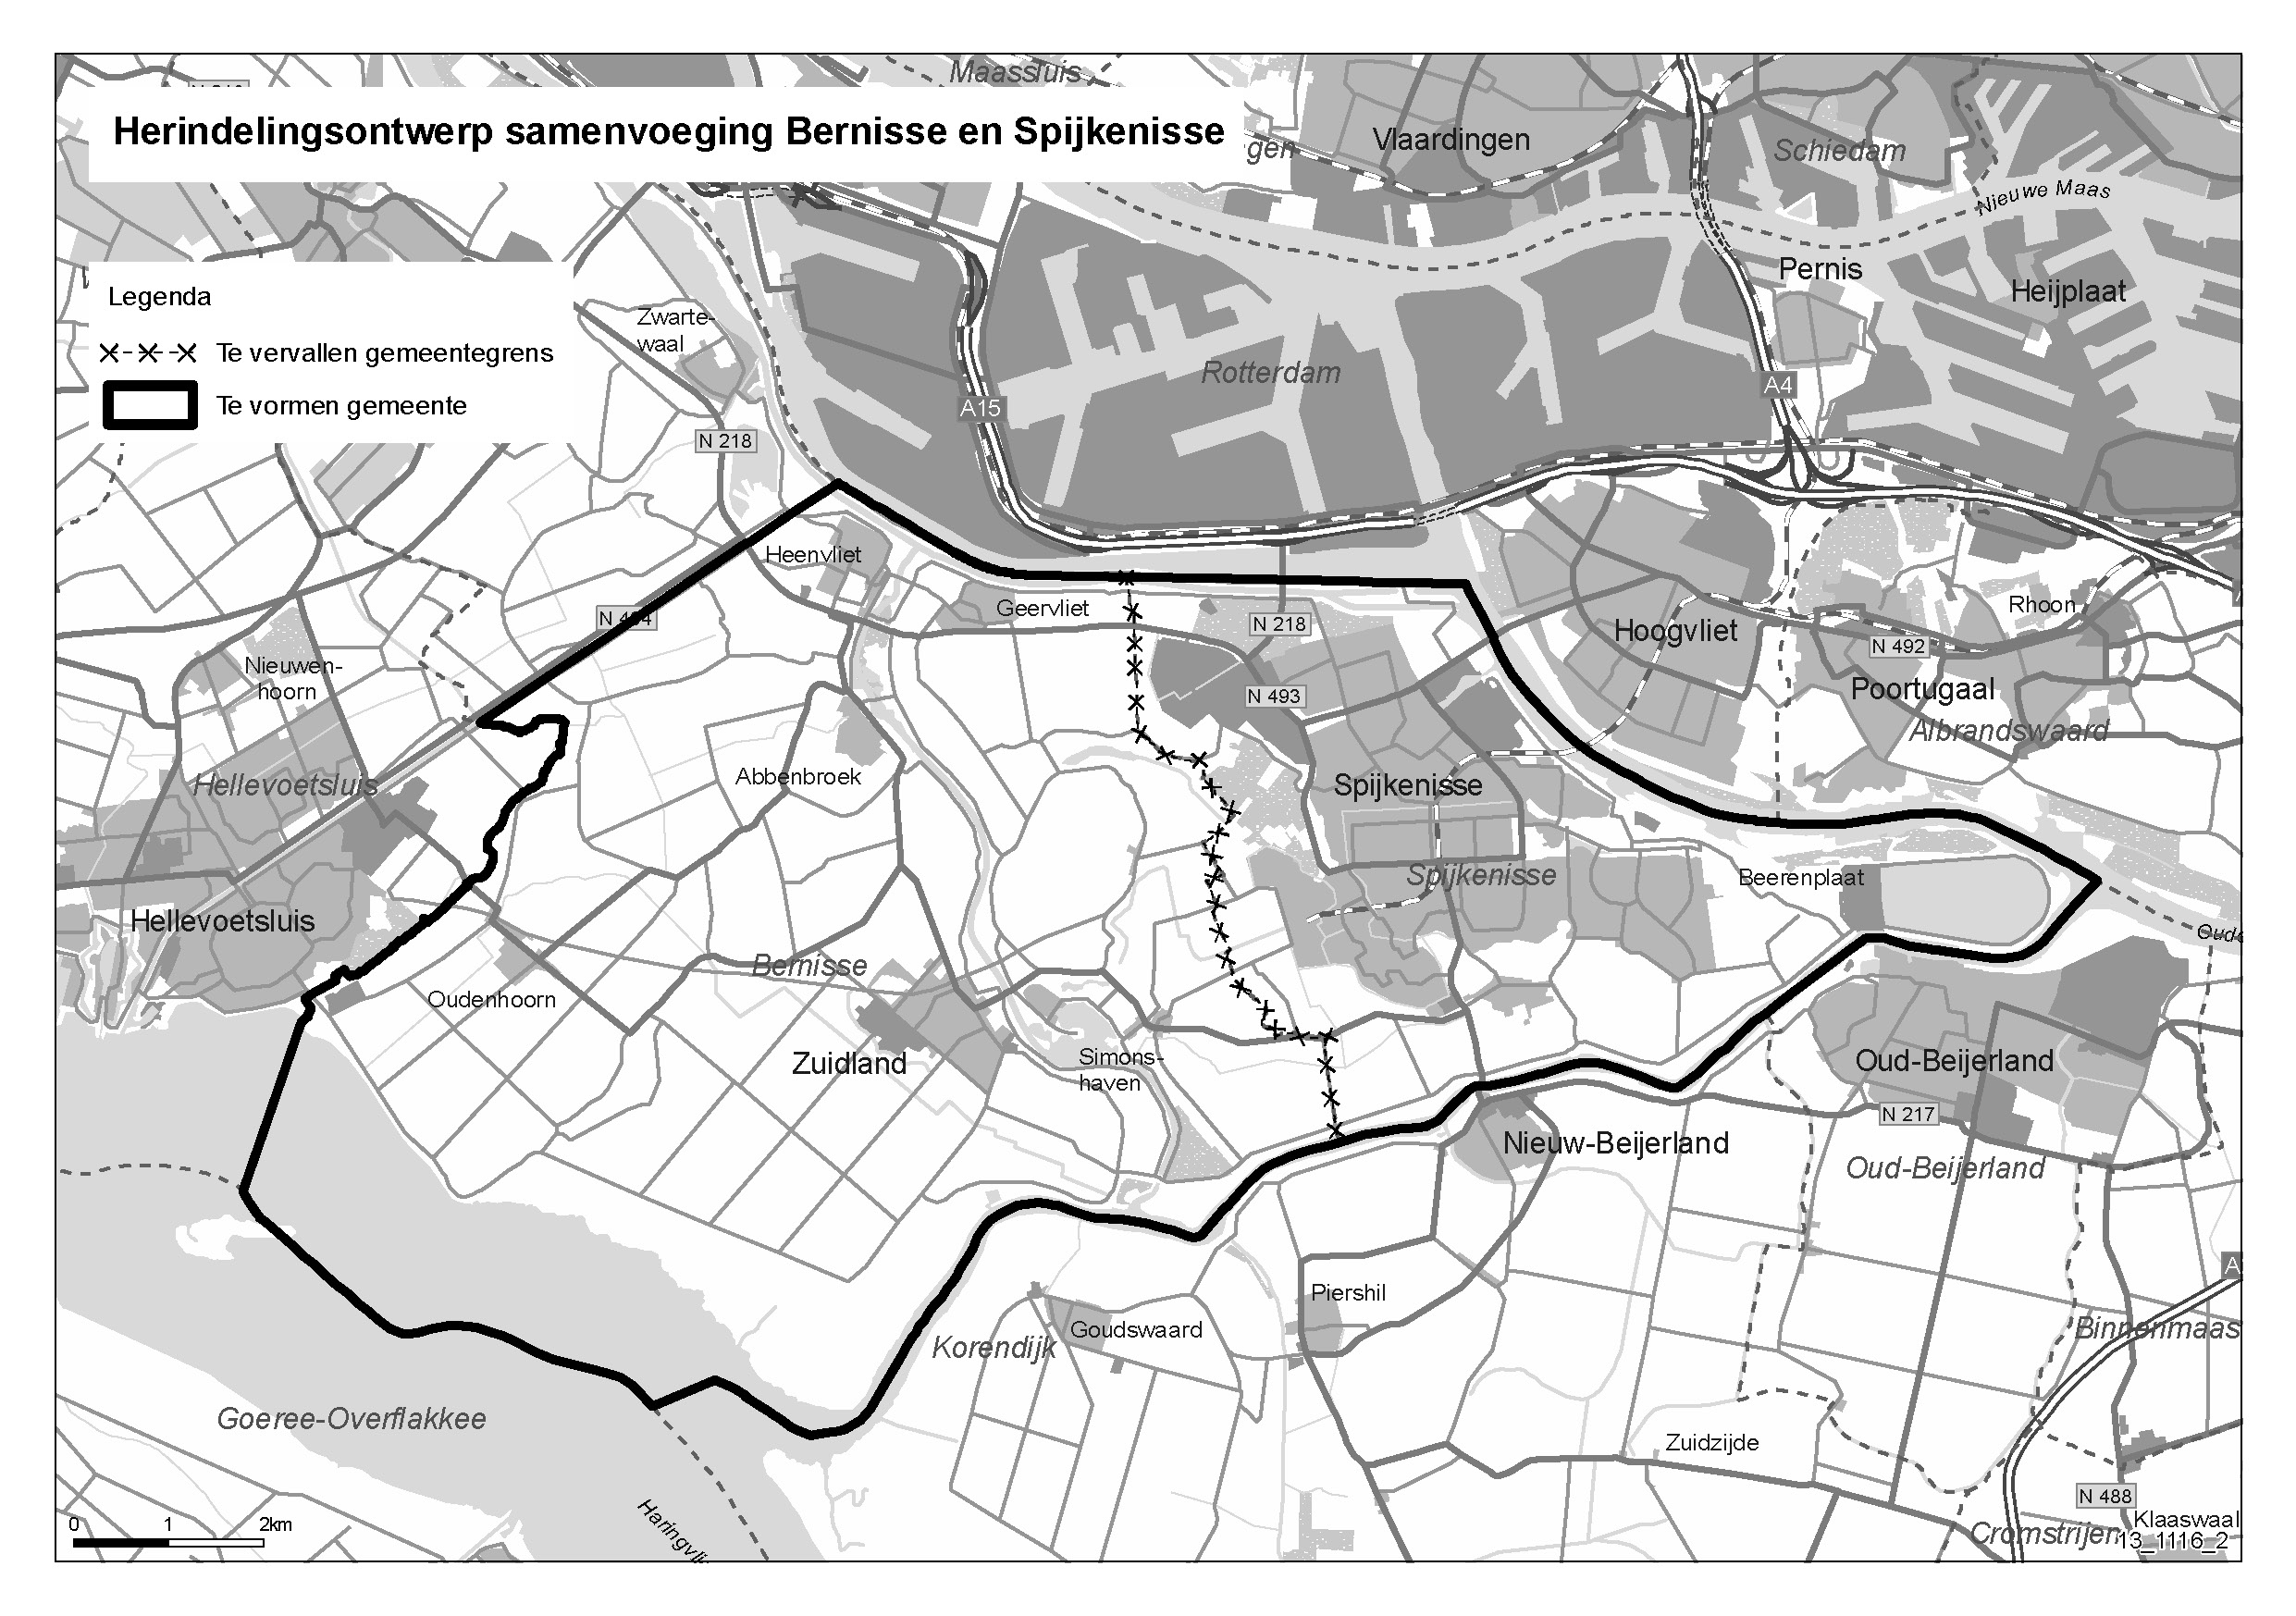 Maassluis
Herindelingsontwerp samenvoeging Bernisse en Spijkenisse
gen
Vlaardingen
Schiedam
Nieuwe Maas
Pernis
Heijplaat
Legenda
Te vervallen gemeentegrens
Te vormen gemeente
Zwarte-
waal
Rotterdam
A15
A4
N 218
Heenvliet
Geervliet
N 218
Hoogvliet
Rhoon
N 492
Nieuwen-
hoorn
N 493
Poortugaal
Albrandswaard
Hellevoetsluis
Abbenbroek
Spijkenisse
Spijkenisse
Beerenplaat
Hellevoetsluis
Oude
Bernisse
Oudenhoorn
Zuidland
Simons-
haven
Oud-Beijerland
N 217
Nieuw-Beijerland
Oud-Beijerland
A
Piershil
Goudswaard
Korendijk
Binnenmaas
Goeree-Overflakkee
Zuidzijde
N 488
Haringvli
Klaaswaal
Cromstrijen
13_1116_2
0 1 2km